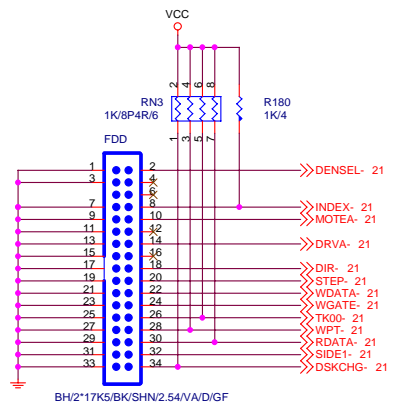 VCC
2 4 6 8
RN3
1K/8P4R/6
R180
1K/4
1 3 5 7
FDD
1 2 DENSEL- 21
3 4
6
7 8 INDEX- 21
9 10 MOTEA- 21
11 12
13 14 DRVA- 21
15 16
17 18 DIR- 21
19 20 STEP- 21
21 22 WDATA- 21
23 24 WGATE- 21
25 26 TK00- 21
27 28 WPT- 21
29 30 RDATA- 21
31 32 SIDE1- 21
33 34 DSKCHG- 21
BH/2*17K5/BK/SHN/2.54/VA/D/GF